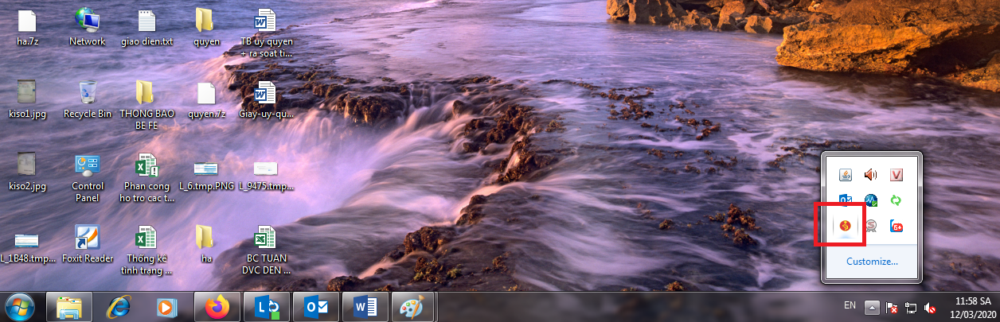 ha.7z
Network
giao dien.txt
quyen
TB uy quyen
+ ra soat ti...
kiso1.jpg
Recycle Bin
THONG BAO
BE FE
quyen.7z
Giay-uy-qu...
kiso2.jpg
Control
Panel
Phan cong
ho tro cac t...
L_6.tmp.PNG
L_9475.tmp...
L_1B48.tmp...
Foxit Reader
Thống kê
tình trạng ...
ha
BC TUAN
DVC DEN ...
V
S
5+
Customize...
EN
11:58 SA
12/03/2020